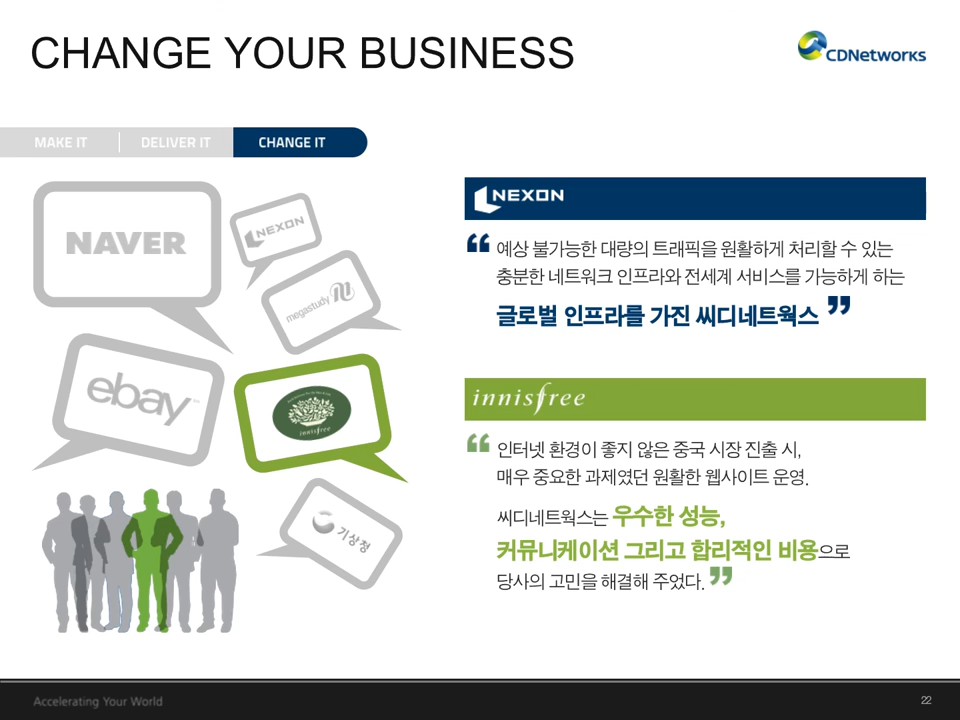 CHANGE YOUR BUSINESS
CDNetworks
MAKE IT
DELIVER IT
CHANGE IT
NAVER
NEXON
megastudy
ebay
innisfree
기상청
NEXON
“ 예상 불가능한 대량의 트래픽을 원활하게 처리할 수 있는
충분한 네트워크 인프라와 전세계 서비스를 가능하게 하는
글로벌 인프라를 가진 씨디네트웍스 ”
innisfree
“ 인터넷 환경이 좋지 않은 중국 시장 진출 시,
매우 중요한 과제였던 원활한 웹사이트 운영.
씨디네트웍스는 우수한 성능,
커뮤니케이션 그리고 합리적인 비용으로
당사의 고민을 해결해 주었다. ”
Accelerating Your World
22